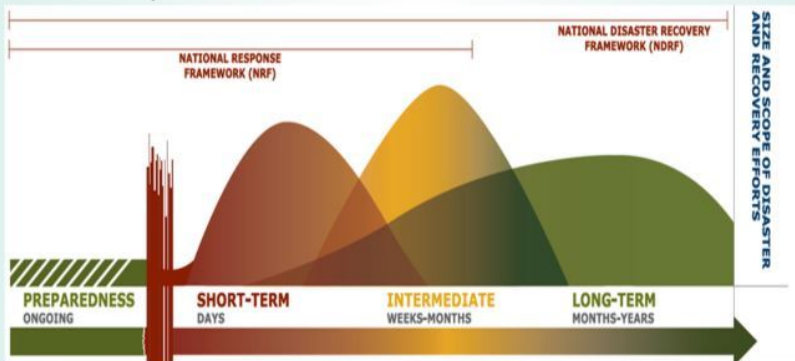 NATIONAL DISASTER RECOVERY
FRAMEWORK (NDRF)
NATIONAL RESPONSE
FRAMEWORK (NRF)
SIZE AND SCOPE OF DISASTER
AND RECOVERY EFFORTS
PREPAREDNESS
ONGOING
SHORT-TERM
DAYS
INTERMEDIATE
WEEKS-MONTHS
LONG-TERM
MONTHS-YEARS